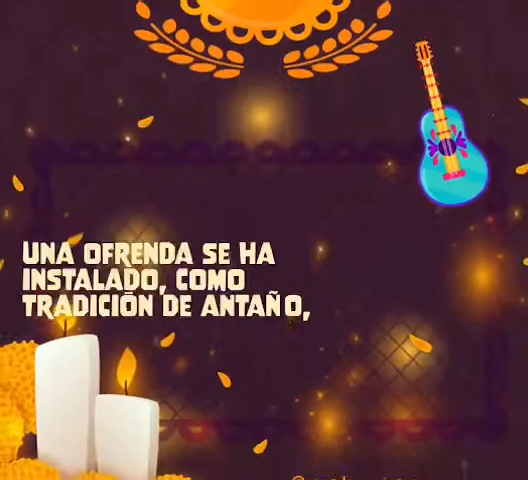 UNA OFRENDA SE HA
INSTALADO, COMO
TRADICIÓN DE ANTAÑO,